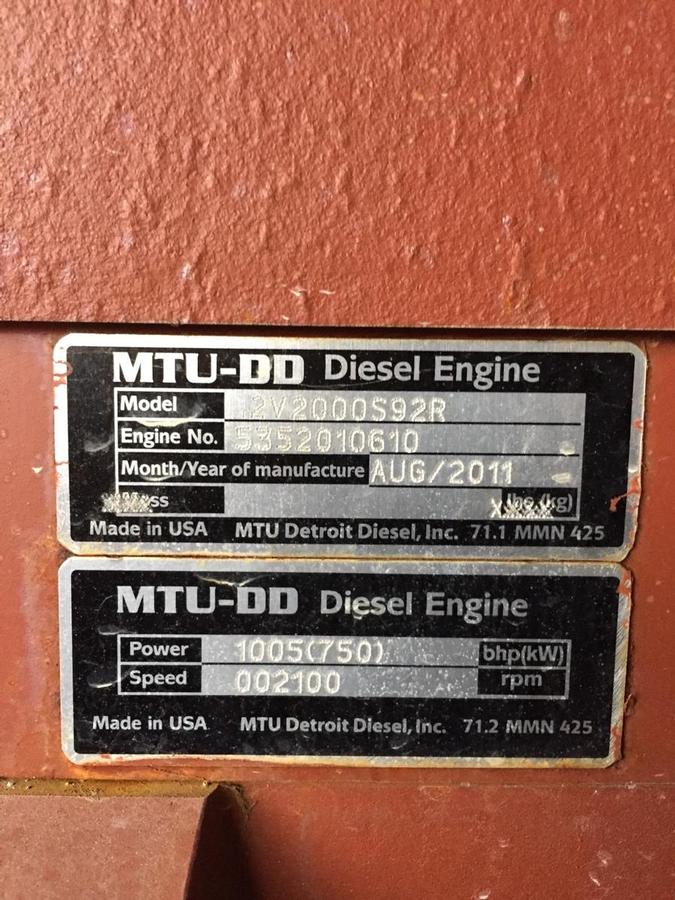 MTU-DD Diesel Engine
Model 2V2000S92R
Engine No. 5352010610
Month/Year of manufacture AUG/2011
Made in USA MTU Detroit Diesel, Inc. 71.1 MMN 425
MTU-DD Diesel Engine
Power 1005(750) bhp(kW)
Speed 002100 rpm
Made in USA MTU Detroit Diesel, Inc. 71.2 MMN 425